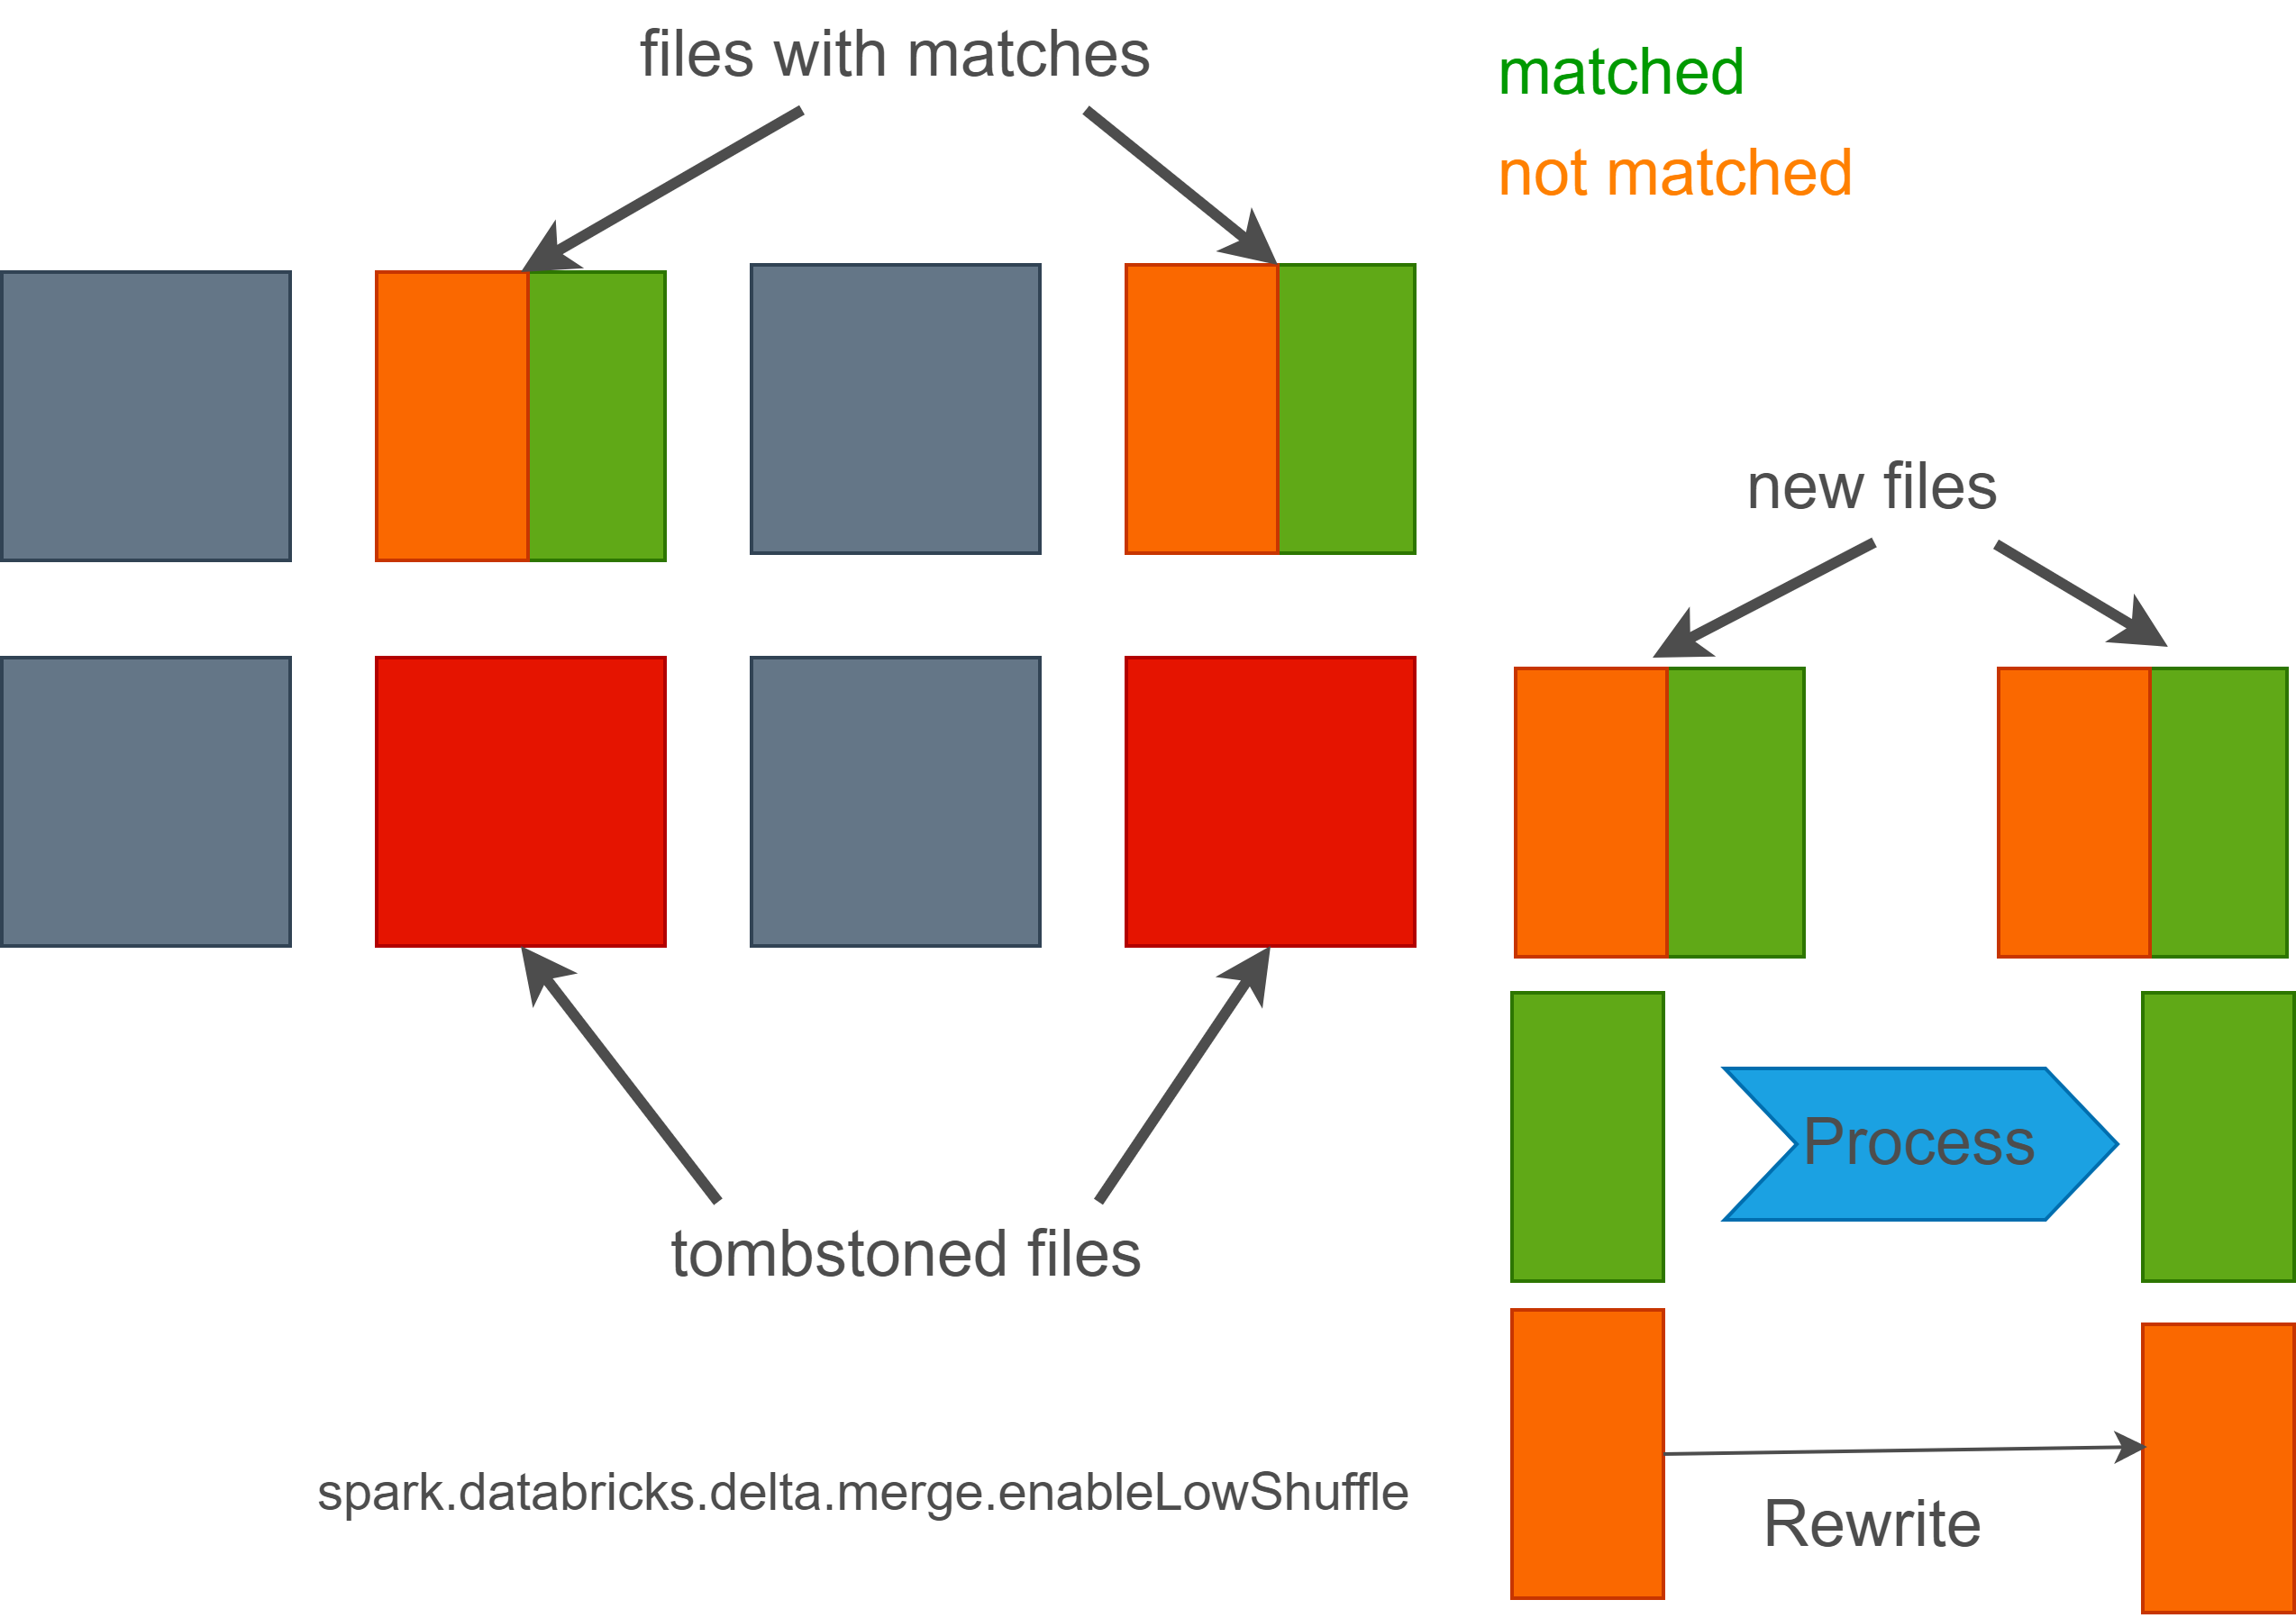 files with matches
matched
not matched
new files
tombstoned files
Process
Rewrite
spark.databricks.delta.merge.enableLowShuffle